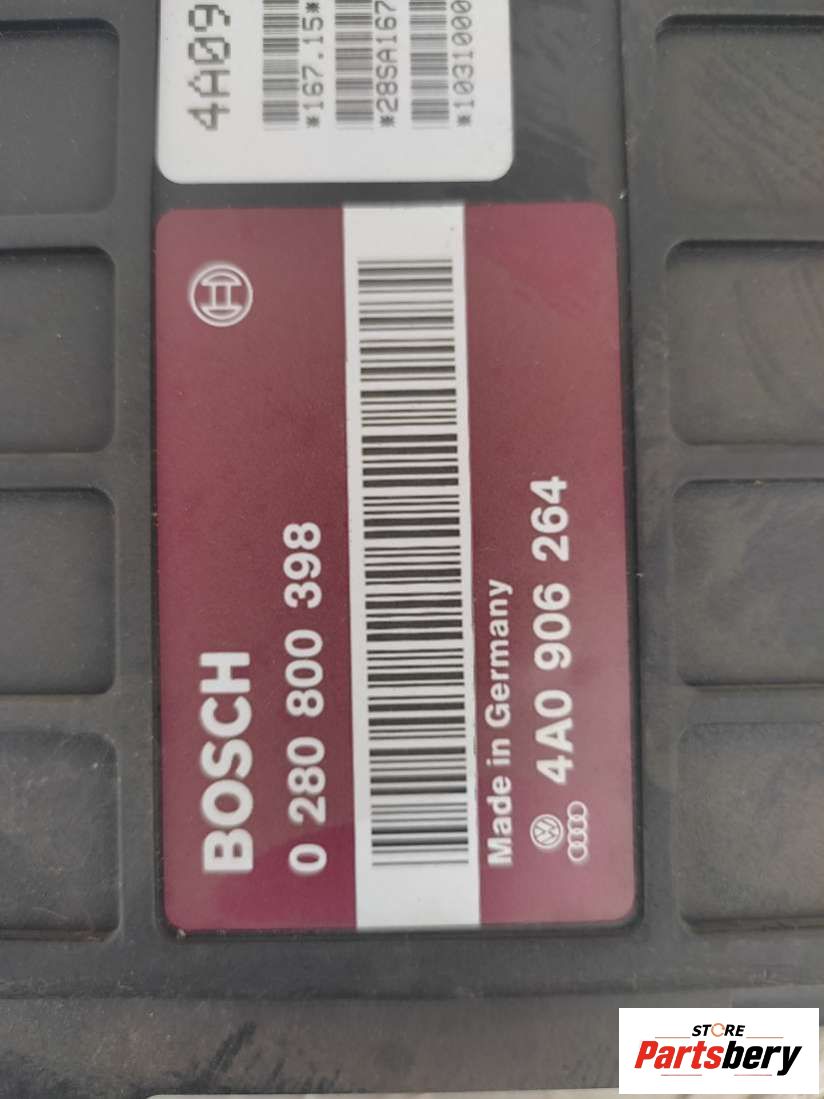 4A09
*167.15*
*28SA167
*1031000
BOSCH
0 280 800 398
Made in Germany
4A0 906 264
STORE
Partsbery